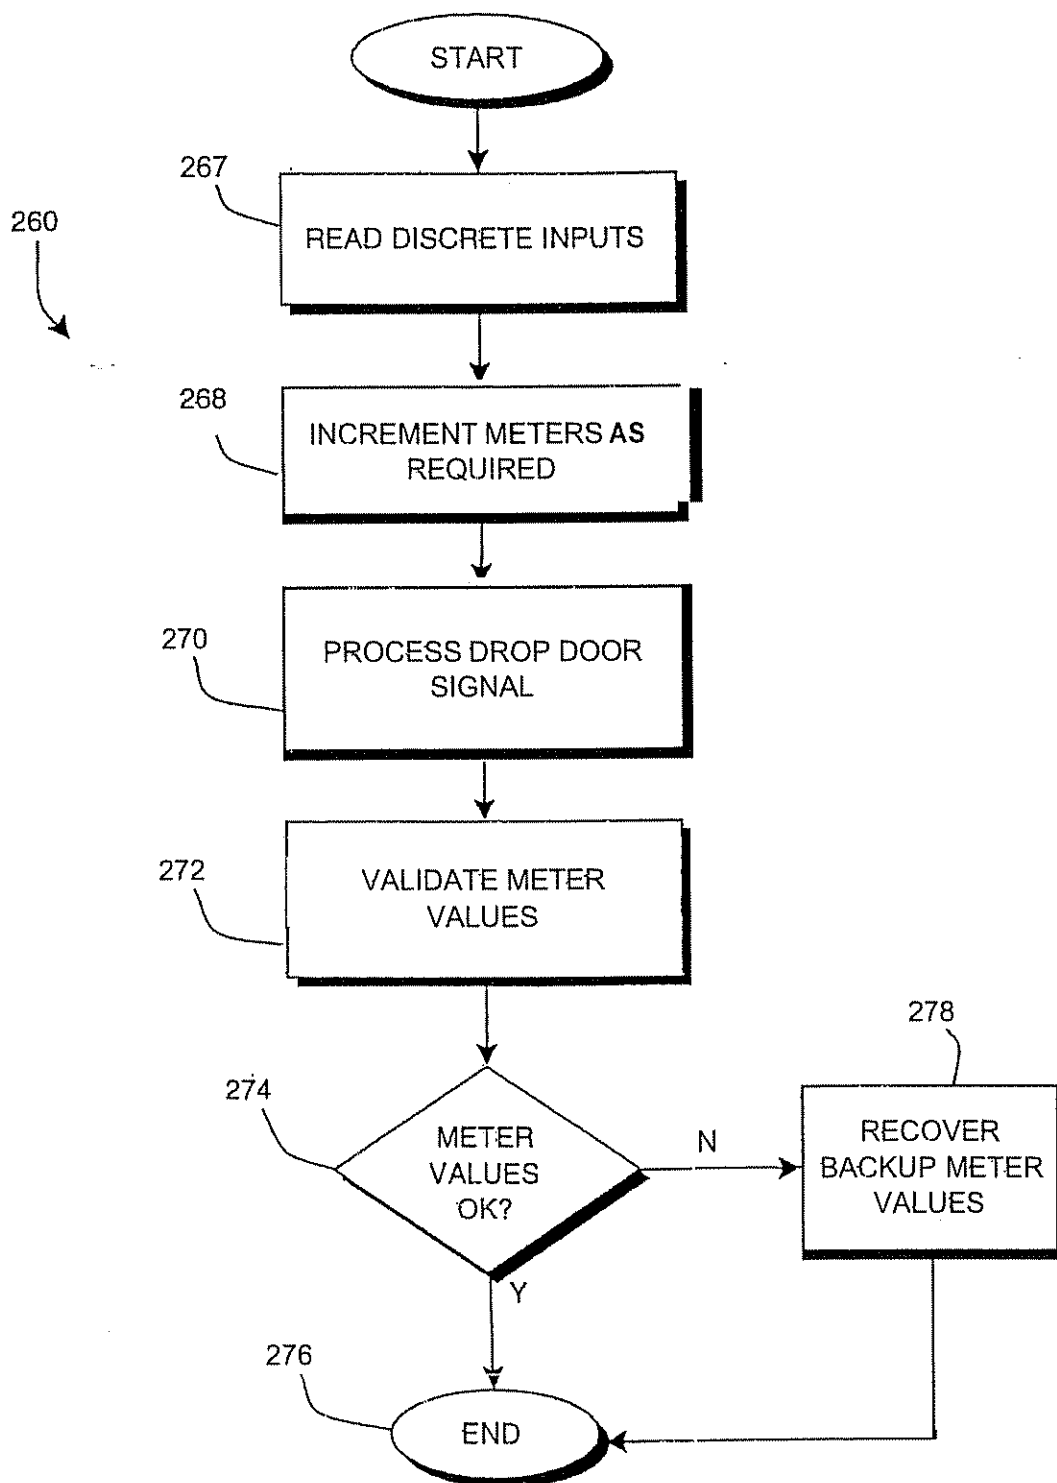 START
267
260
READ DISCRETE INPUTS
268
INCREMENT METERS AS
REQUIRED
270
PROCESS DROP DOOR
SIGNAL
272
VALIDATE METER
VALUES
278
274
METER
VALUES
OK?
N
RECOVER
BACKUP METER
VALUES
Y
276
END